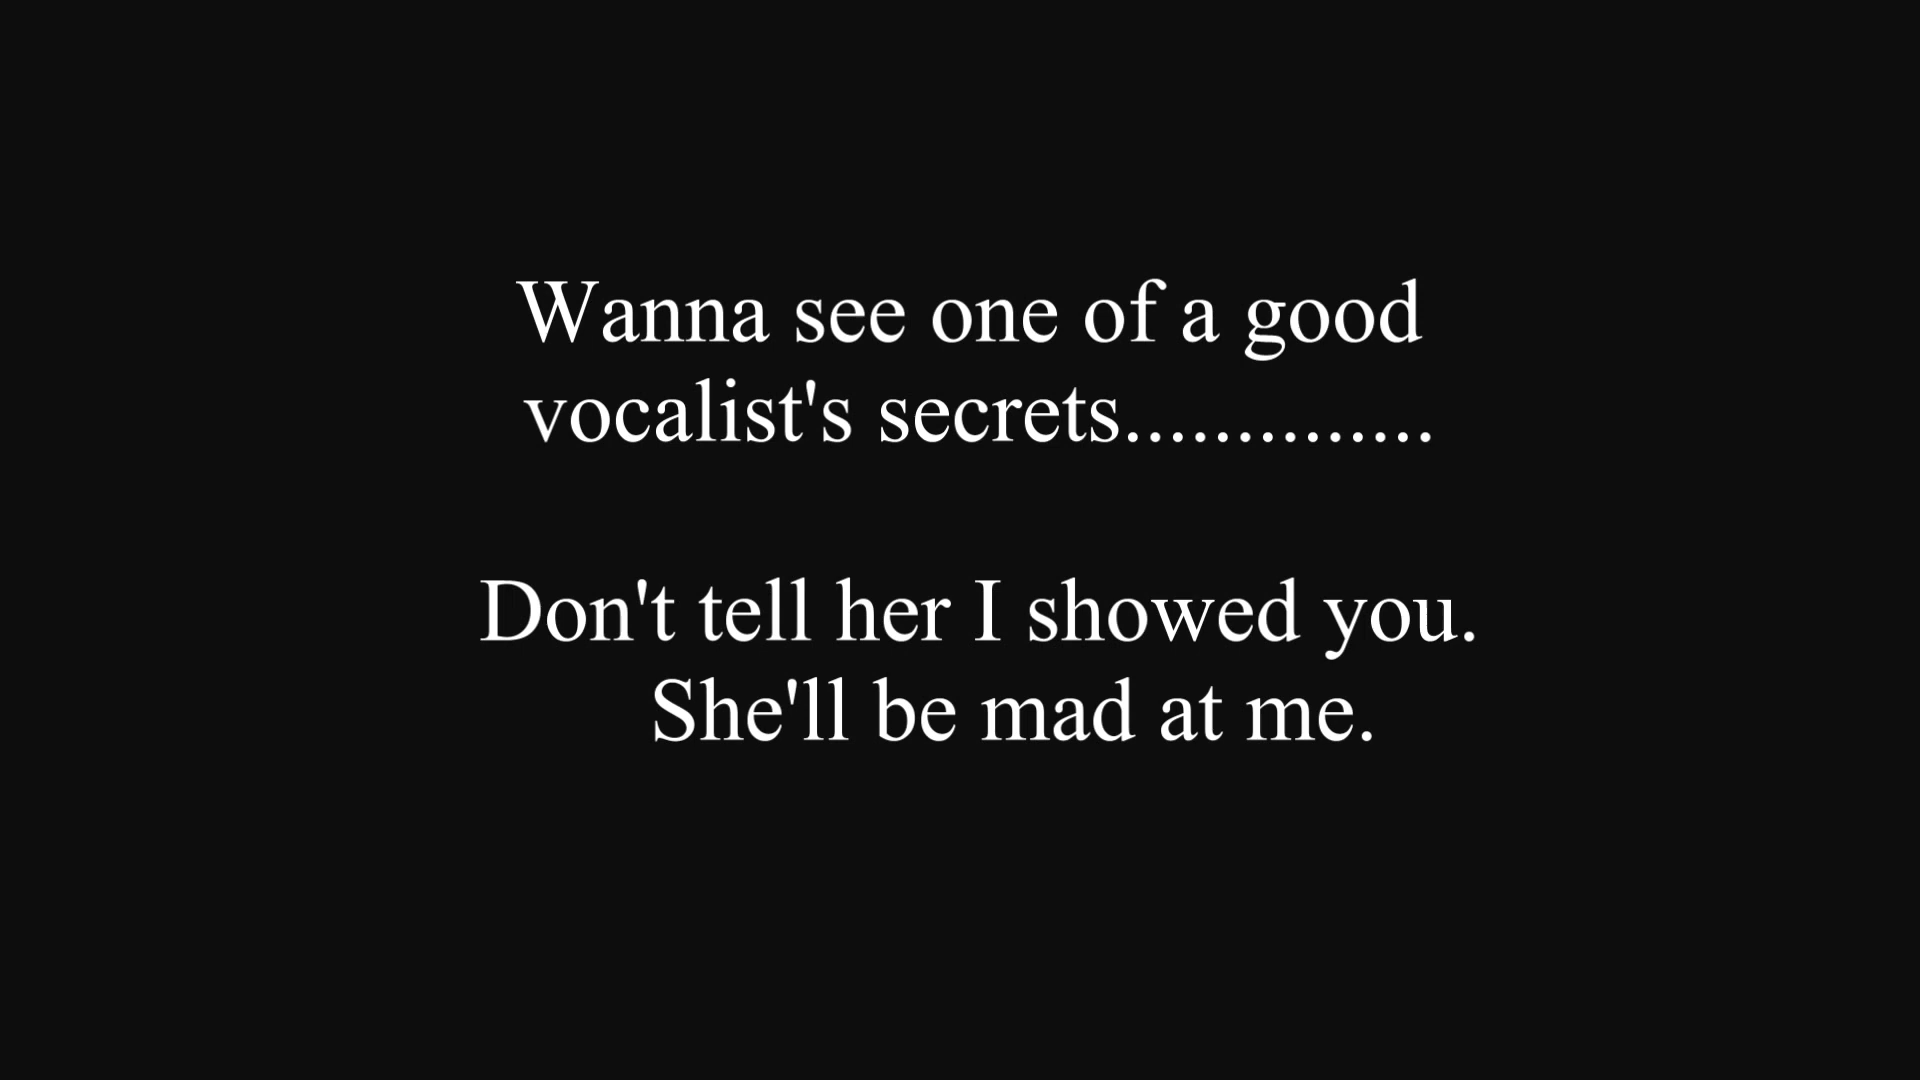 Wanna see one of a good
vocalist's secrets..............
Don't tell her I showed you.
She'll be mad at me.